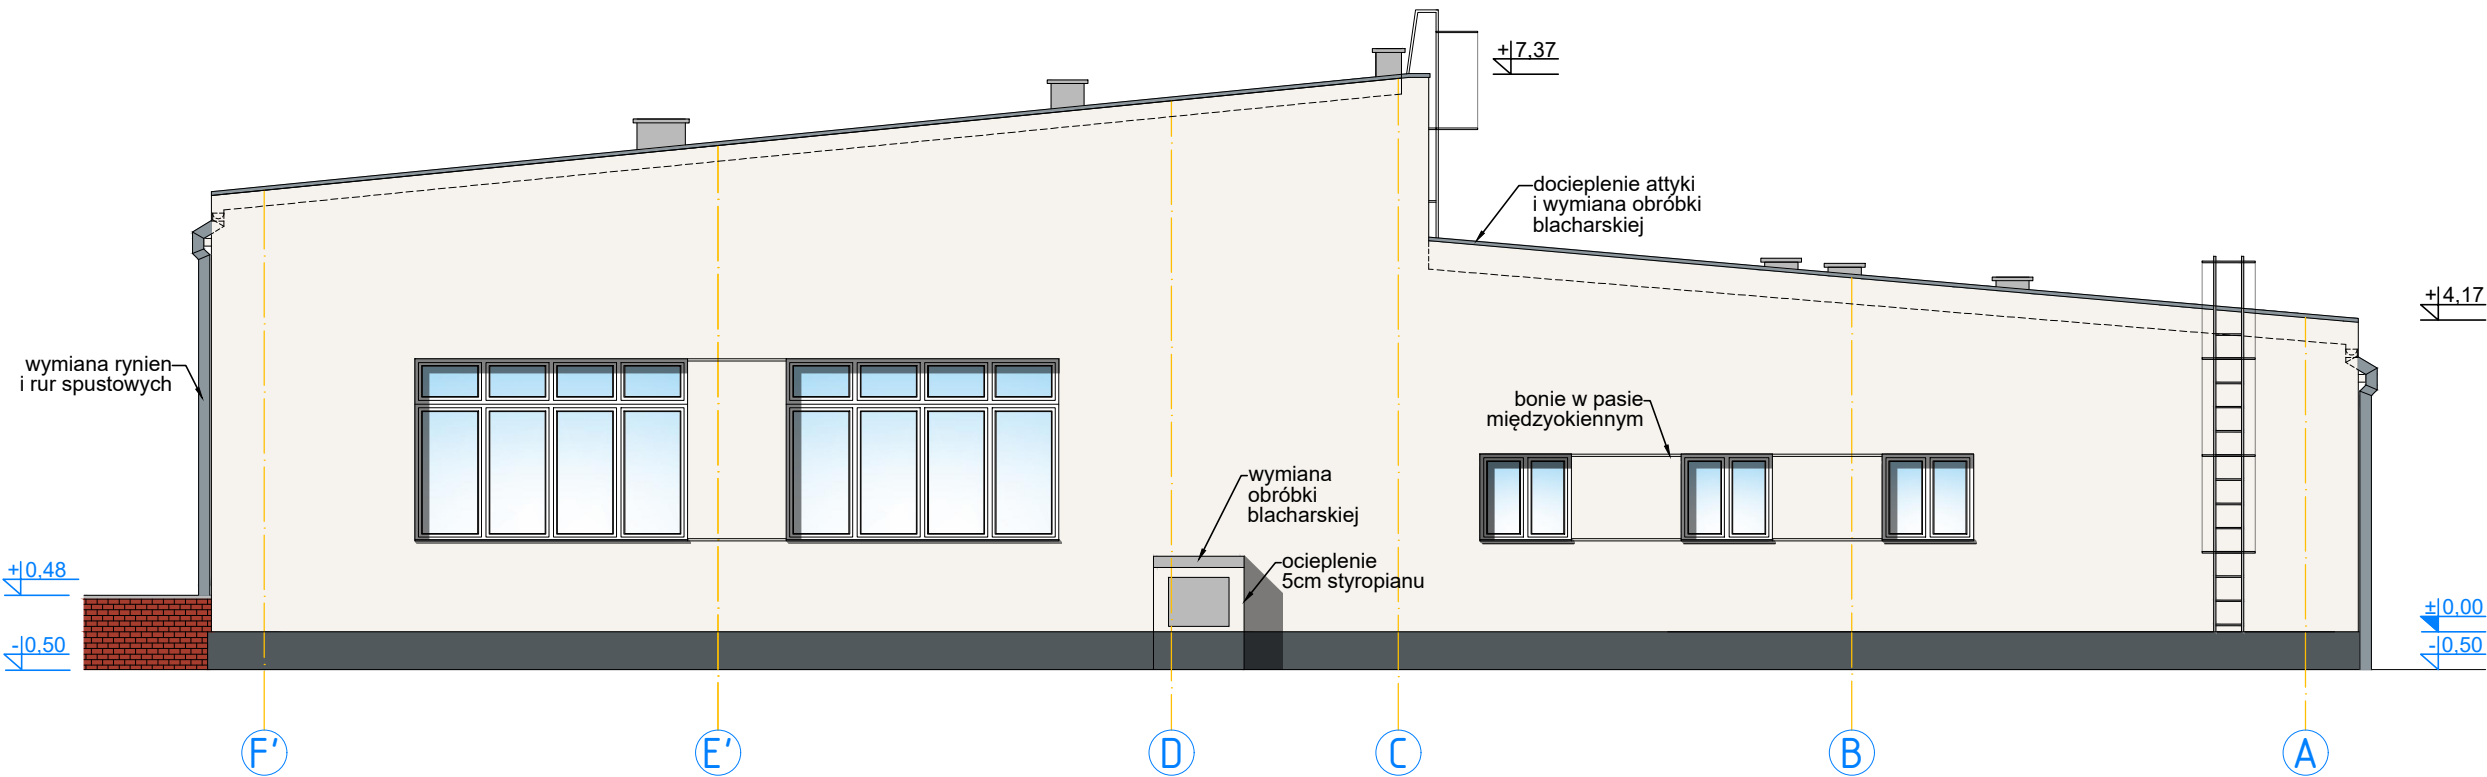 +7,37
docieplenie attyki
i wymiana obróbki
blacharskiej
+4,17
wymiana rynien
i rur spustowych
bonie w pasie
międzyokiennym
wymiana
obróbki
blacharskiej
ocieplenie
5cm styropianu
+0,48
-0,50
±0,00
-0,50
F'
E'
D
C
B
A